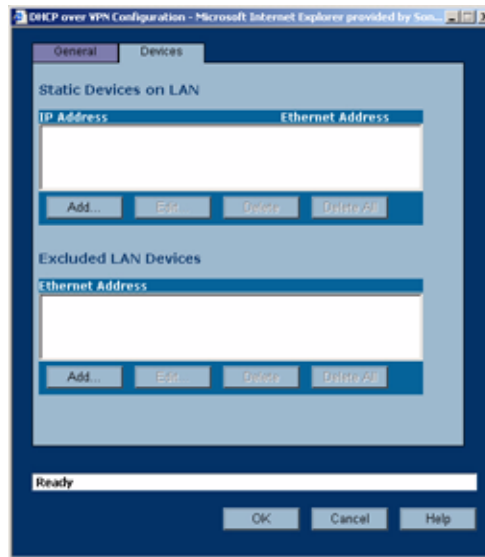 DHCP over VPN Configuration - Microsoft Internet Explorer provided by Son...
General Devices
Static Devices on LAN
IP Address Ethernet Address
Add... Edit... Delete Delete All
Excluded LAN Devices
Ethernet Address
Add... Edit... Delete Delete All
Ready
OK Cancel Help